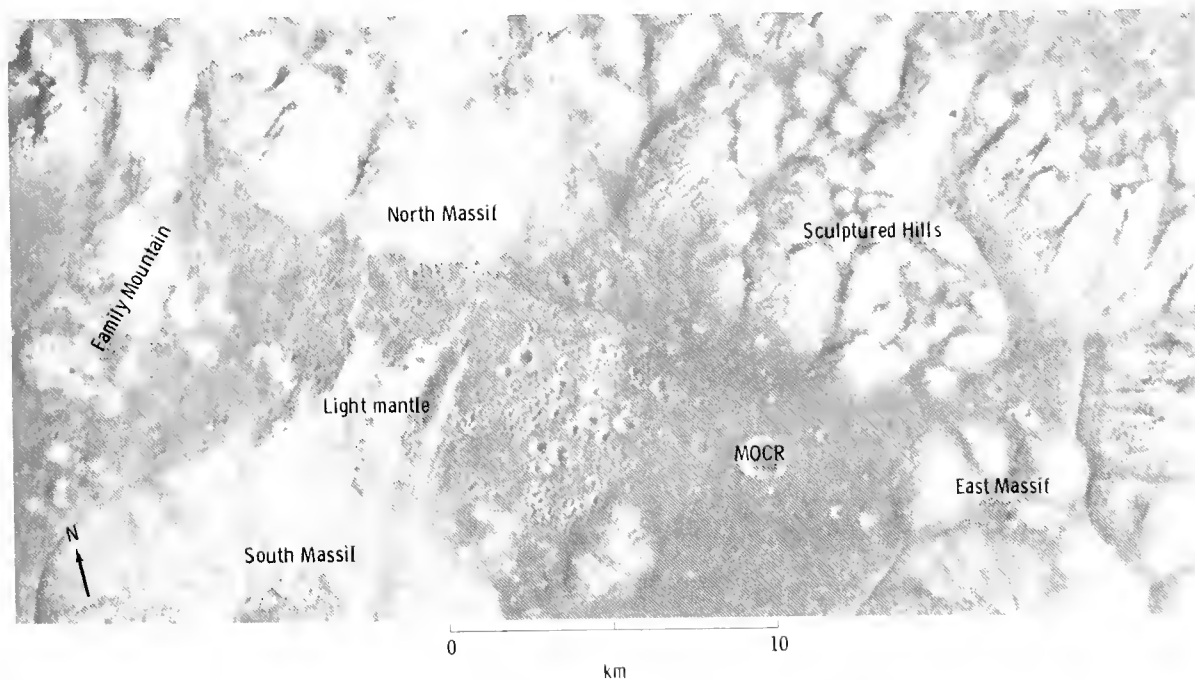 North Massif
Sculptured Hills
Family Mountain
Light mantle
MOCR
East Massif
N
South Massif
0 10
km